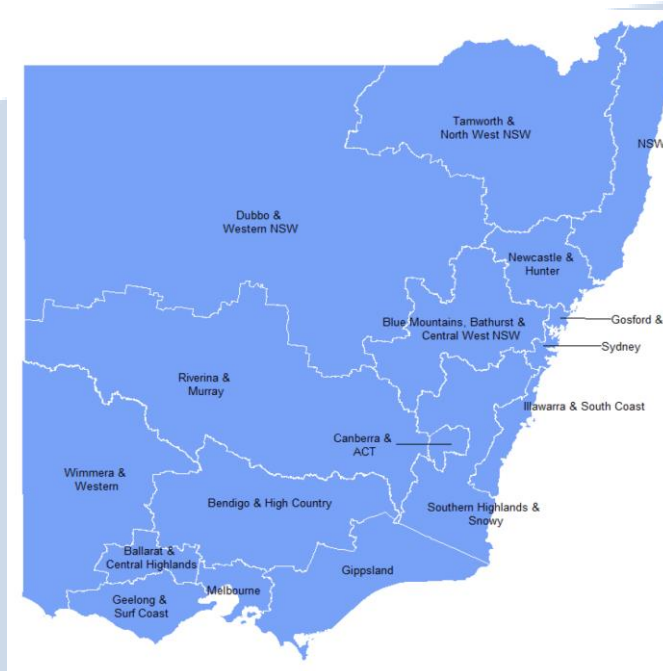 Tamworth &
North West NSW
NSW
Dubbo &
Western NSW
Newcastle &
Hunter
Gosford &
Blue Mountains, Bathurst &
Central West NSW
Sydney
Riverina &
Murray
Illawarra & South Coast
Canberra &
ACT
Wimmera &
Western
Bendigo & High Country
Southern Highlands &
Snowy
Ballarat &
Central Highlands
Gippsland
Melbourne
Geelong &
Surf Coast